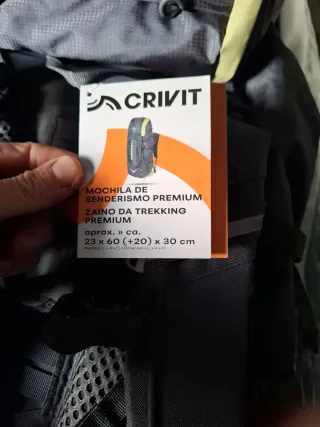 CRIVIT
MOCHILA DE
SENDERISMO PREMIUM
ZAINO DA TREKKING
PREMIUM
aprox. » ca.
23 x 60 (+20) x 30 cm